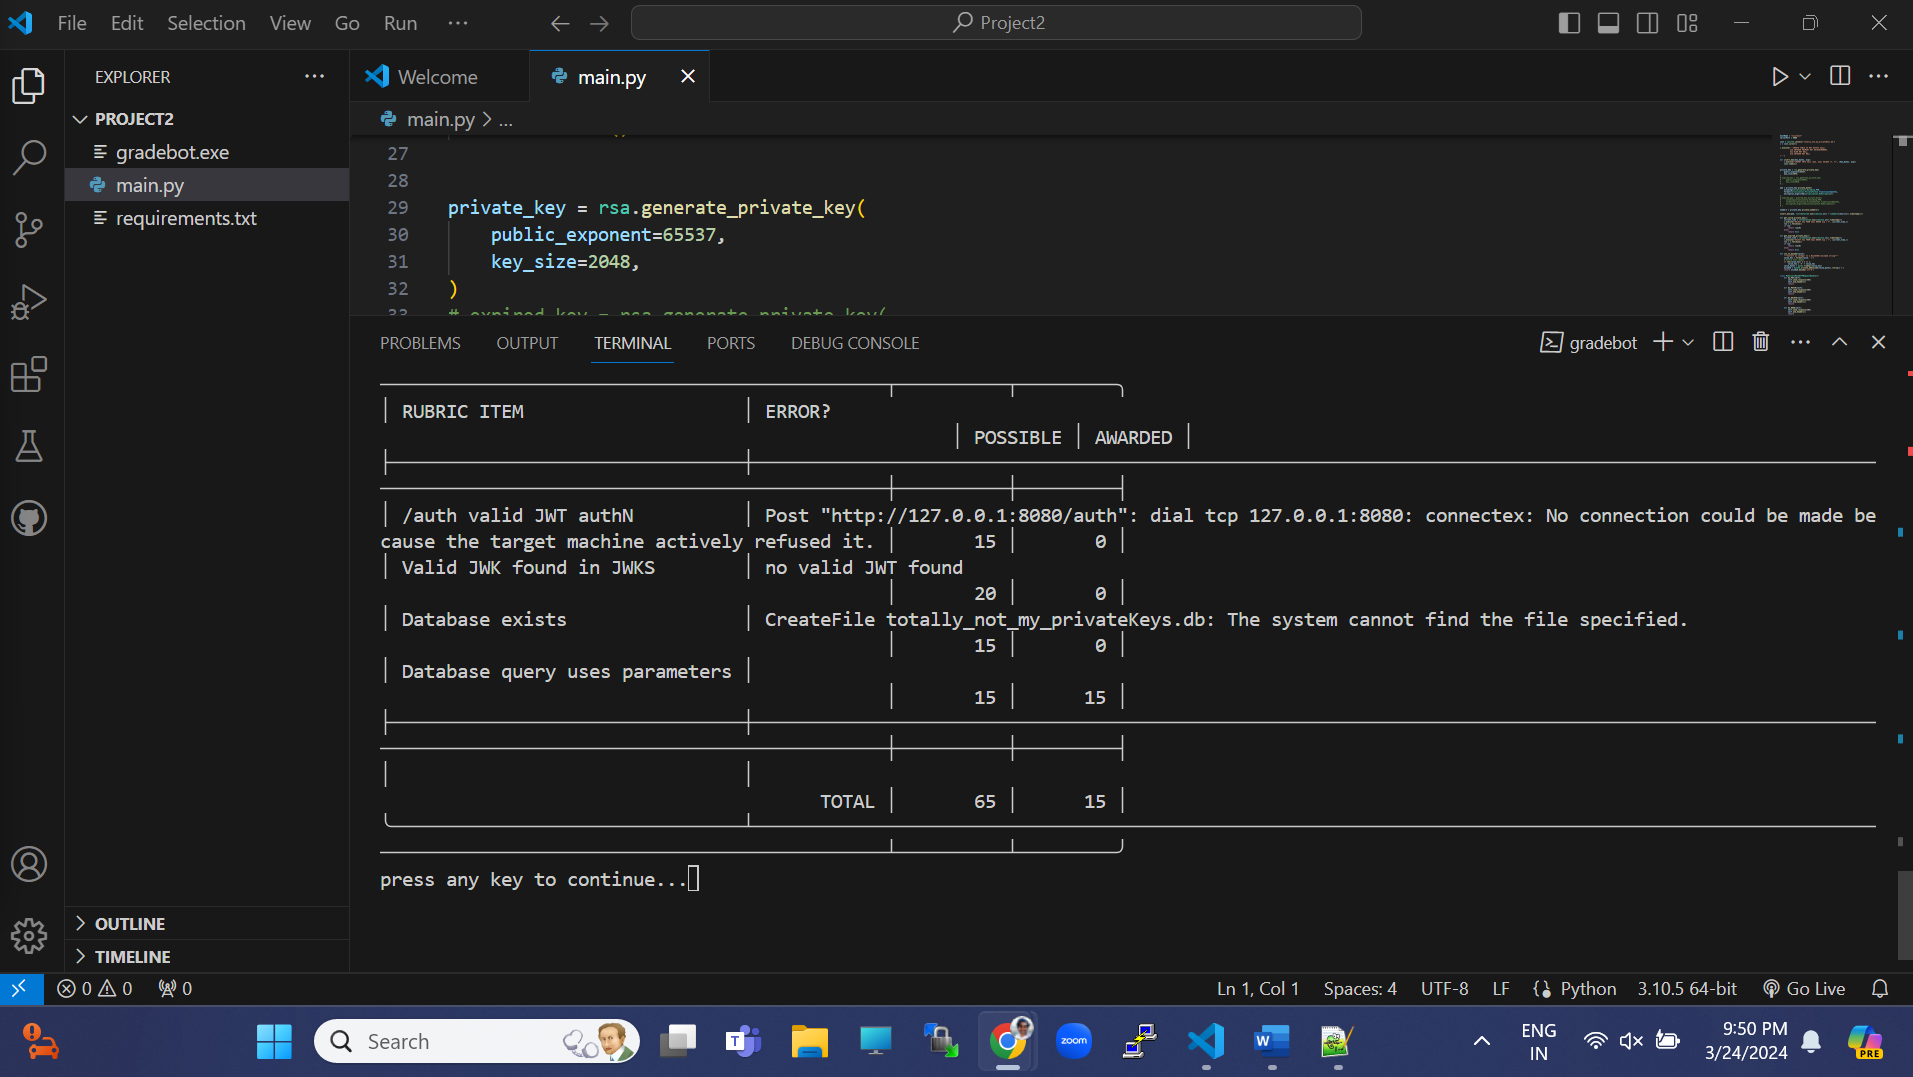 File Edit Selection View Go Run ... Project2
EXPLORER ...
Welcome main.py
PROJECT2
main.py > ...
gradebot.exe
main.py
requirements.txt
27
28
29 private_key = rsa.generate_private_key(
30 public_exponent=65537,
31 key_size=2048,
32 )
33 # expired_key = rsa.generate_private_key(
PROBLEMS OUTPUT TERMINAL PORTS DEBUG CONSOLE gradebot
RUBRIC ITEM ERROR?
POSSIBLE AWARDED
/auth valid JWT authN Post "http://127.0.0.1:8080/auth": dial tcp 127.0.0.1:8080: connectex: No connection could be made be
cause the target machine actively refused it. 15 0
Valid JWK found in JWKS no valid JWT found
20 0
Database exists CreateFile totally_not_my_privateKeys.db: The system cannot find the file specified.
15 0
Database query uses parameters
15 15
TOTAL 65 15
press any key to continue...
OUTLINE
TIMELINE
0 0 0 Ln 1, Col 1 Spaces: 4 UTF-8 LF Python 3.10.5 64-bit Go Live
Search zoom ENG IN 9:50 PM 3/24/2024 PRE